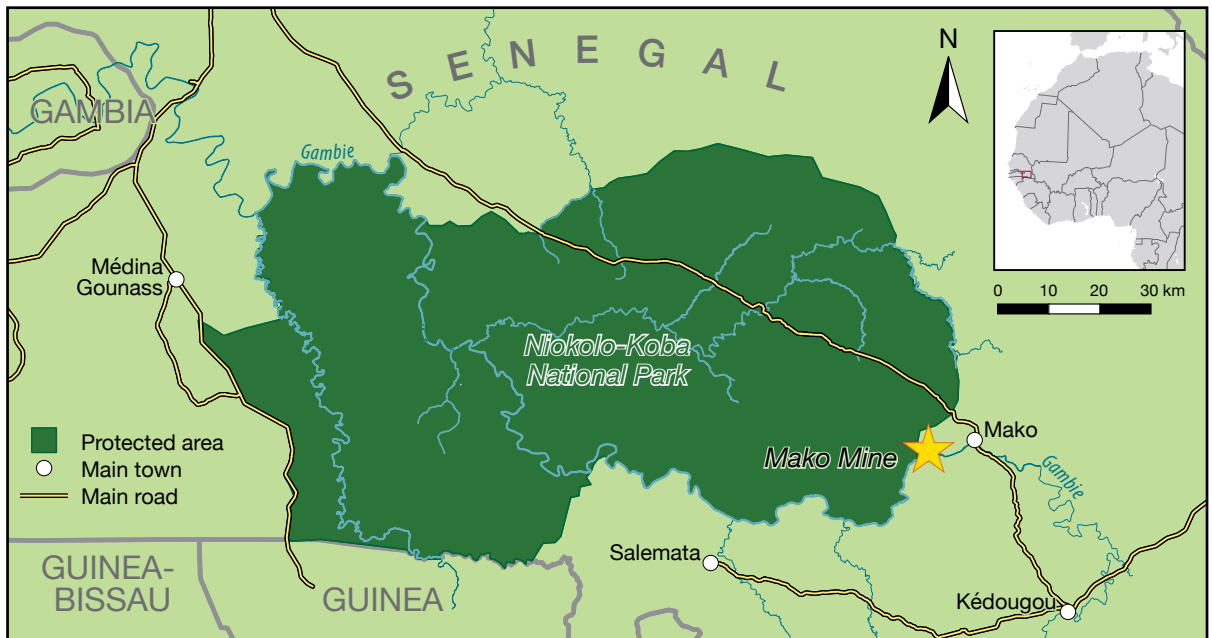 SENEGAL
N
GAMBIA
Gambie
0 10 20 30 km
Médina
Gounass
Niokolo-Koba
National Park
Mako
Mako Mine
Gambie
Protected area
Main town
Main road
Salemata
GUINEA-
BISSAU
GUINEA
Kédougou